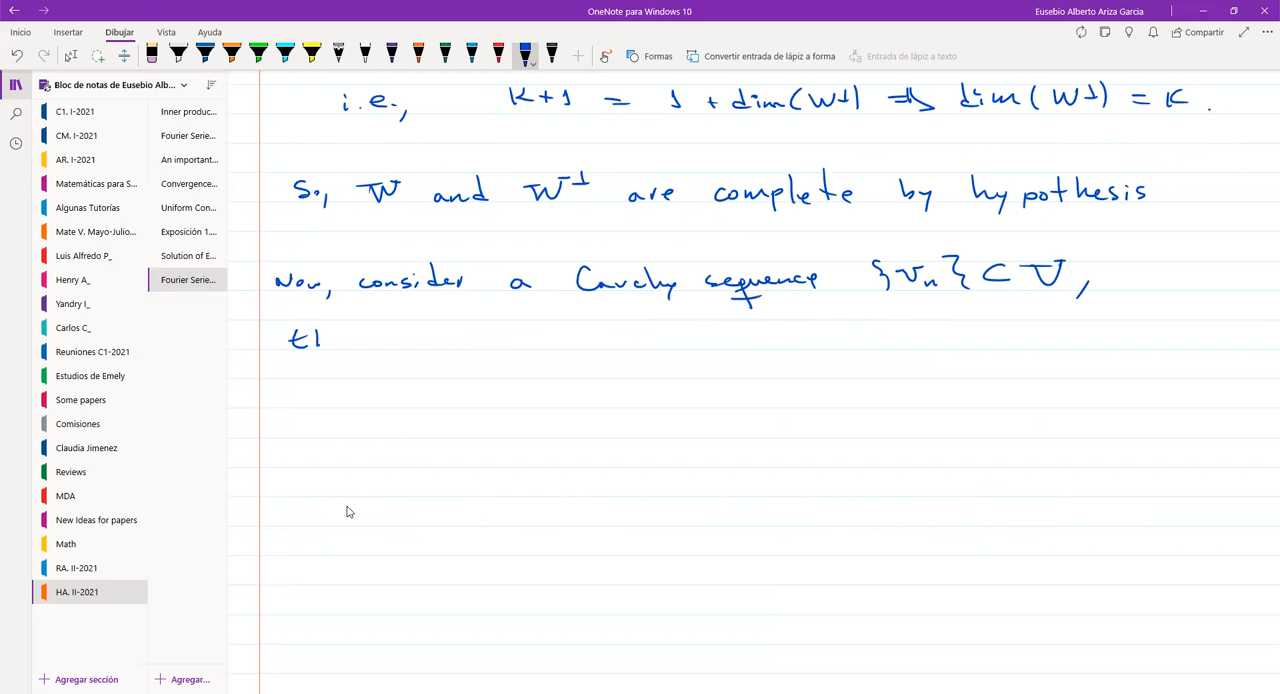 OneNote para Windows 10
Eusebio Alberto Ariza Garcia
Inicio Insertar Dibujar Vista Ayuda
Compartir
Formas Convertir entrada de lápiz a forma Entrada de lápiz a texto
Bloc de notas de Eusebio Alb...
C1. I-2021
CM. I-2021
AR. I-2021
Matemáticas para S...
Algunas Tutorías
Mate V. Mayo-Julio...
Luis Alfredo P_
Henry A_
Yandry I_
Carlos C_
Reuniones C1-2021
Estudios de Emely
Some papers
Comisiones
Claudia Jimenez
Reviews
MDA
New Ideas for papers
Math
RA. II-2021
HA. II-2021
Agregar sección
Inner produc...
Fourier Serie...
An important...
Convergence...
Uniform Con...
Exposición 1....
Solution of E...
Fourier Serie...
Agregar...
i.e., K+1 = 1 + dim(W⊥) ⇒ dim(W⊥) = K.
So, W and W⊥ are complete by hypothesis
Now, consider a Cauchy sequence {vn} ⊂ V,